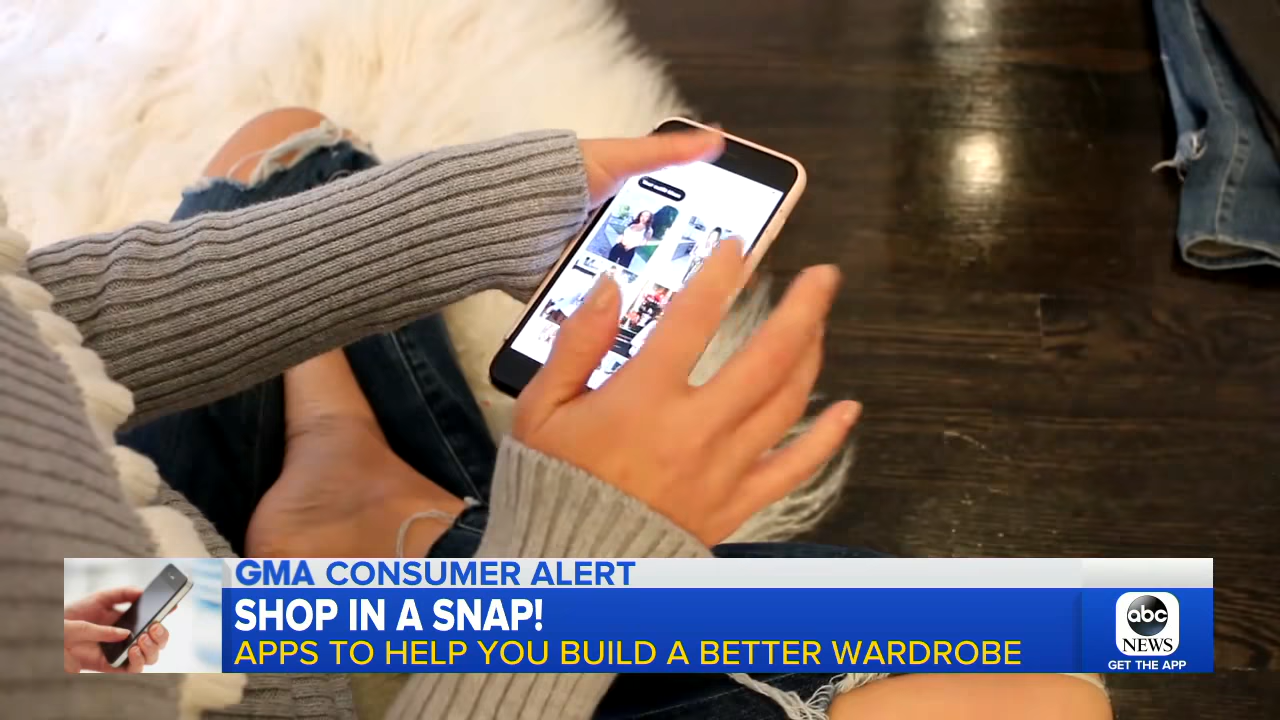 GMA CONSUMER ALERT
SHOP IN A SNAP!
APPS TO HELP YOU BUILD A BETTER WARDROBE
abc
NEWS
GET THE APP